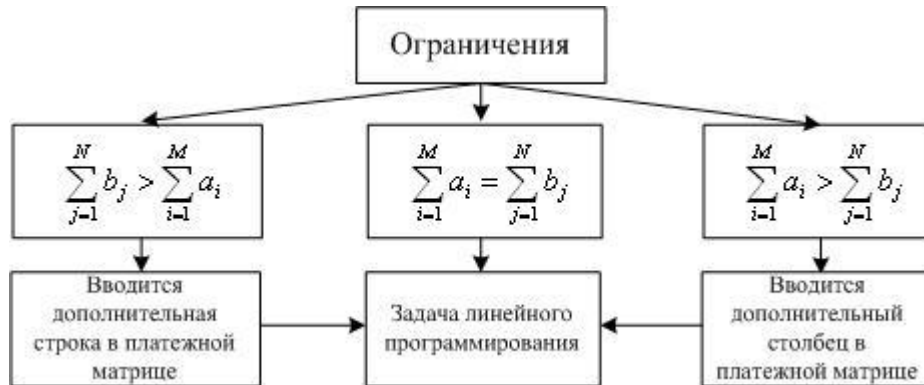 Ограничения
∑_{j=1}^{N} b_j > ∑_{i=1}^{M} a_i
∑_{i=1}^{M} a_i = ∑_{j=1}^{N} b_j
∑_{i=1}^{M} a_i > ∑_{j=1}^{N} b_j
Вводится
дополнительная
строка в платежной
матрице
Задача линейного
программирования
Вводится
дополнительный
столбец в
платежной матрице